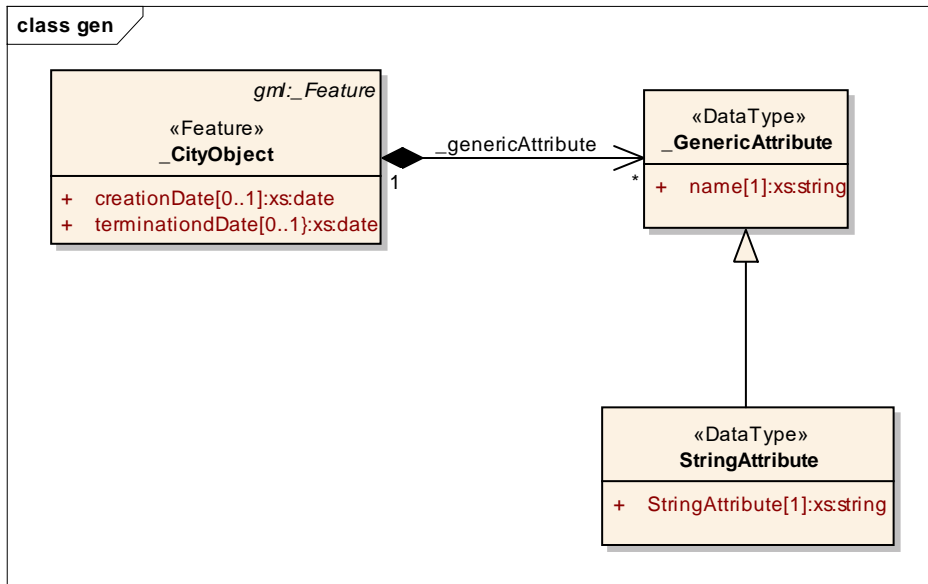 class gen
gml:_Feature
«Feature»
_CityObject
+ creationDate[0..1]:xs:date
+ terminationdDate[0..1}:xs:date
_genericAttribute
1
*
«DataType»
_GenericAttribute
+ name[1]:xs:string
«DataType»
StringAttribute
+ StringAttribute[1]:xs:string